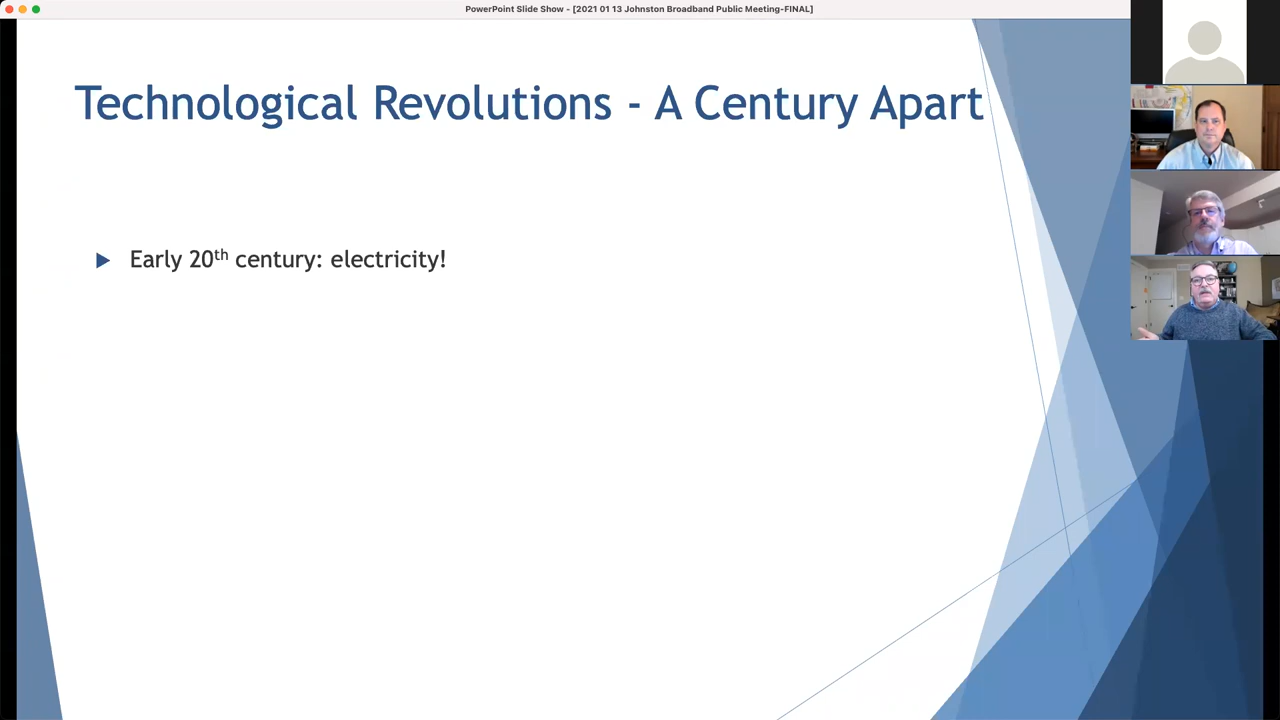 PowerPoint Slide Show - [2021 01 13 Johnston Broadband Public Meeting-FINAL]
Technological Revolutions - A Century Apart
Early 20th century: electricity!